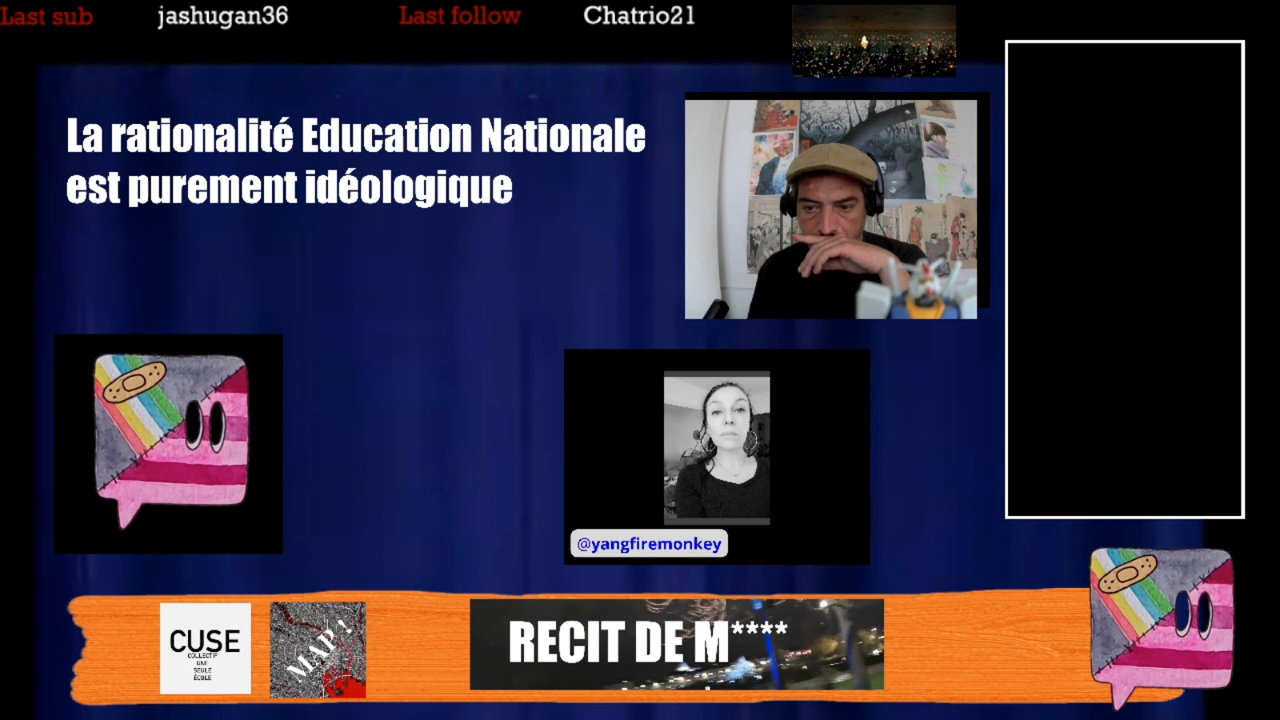 Last sub
jashugan36
Last follow
Chatrio21
La rationalité Education Nationale
est purement idéologique
@yangfiremonkey
CUSE
COLLECTIF
UNE
SEULE
ÉCOLE
MAP !
RECIT DE M****